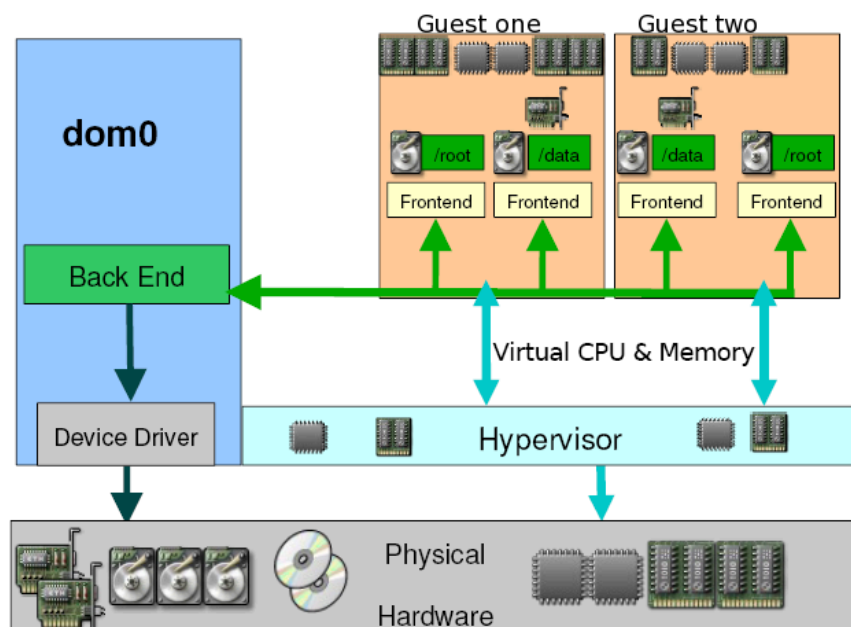 Guest one
Guest two
dom0
/root
/data
/data
/root
Frontend
Frontend
Frontend
Frontend
Back End
Virtual CPU & Memory
Device Driver
Hypervisor
Physical
Hardware